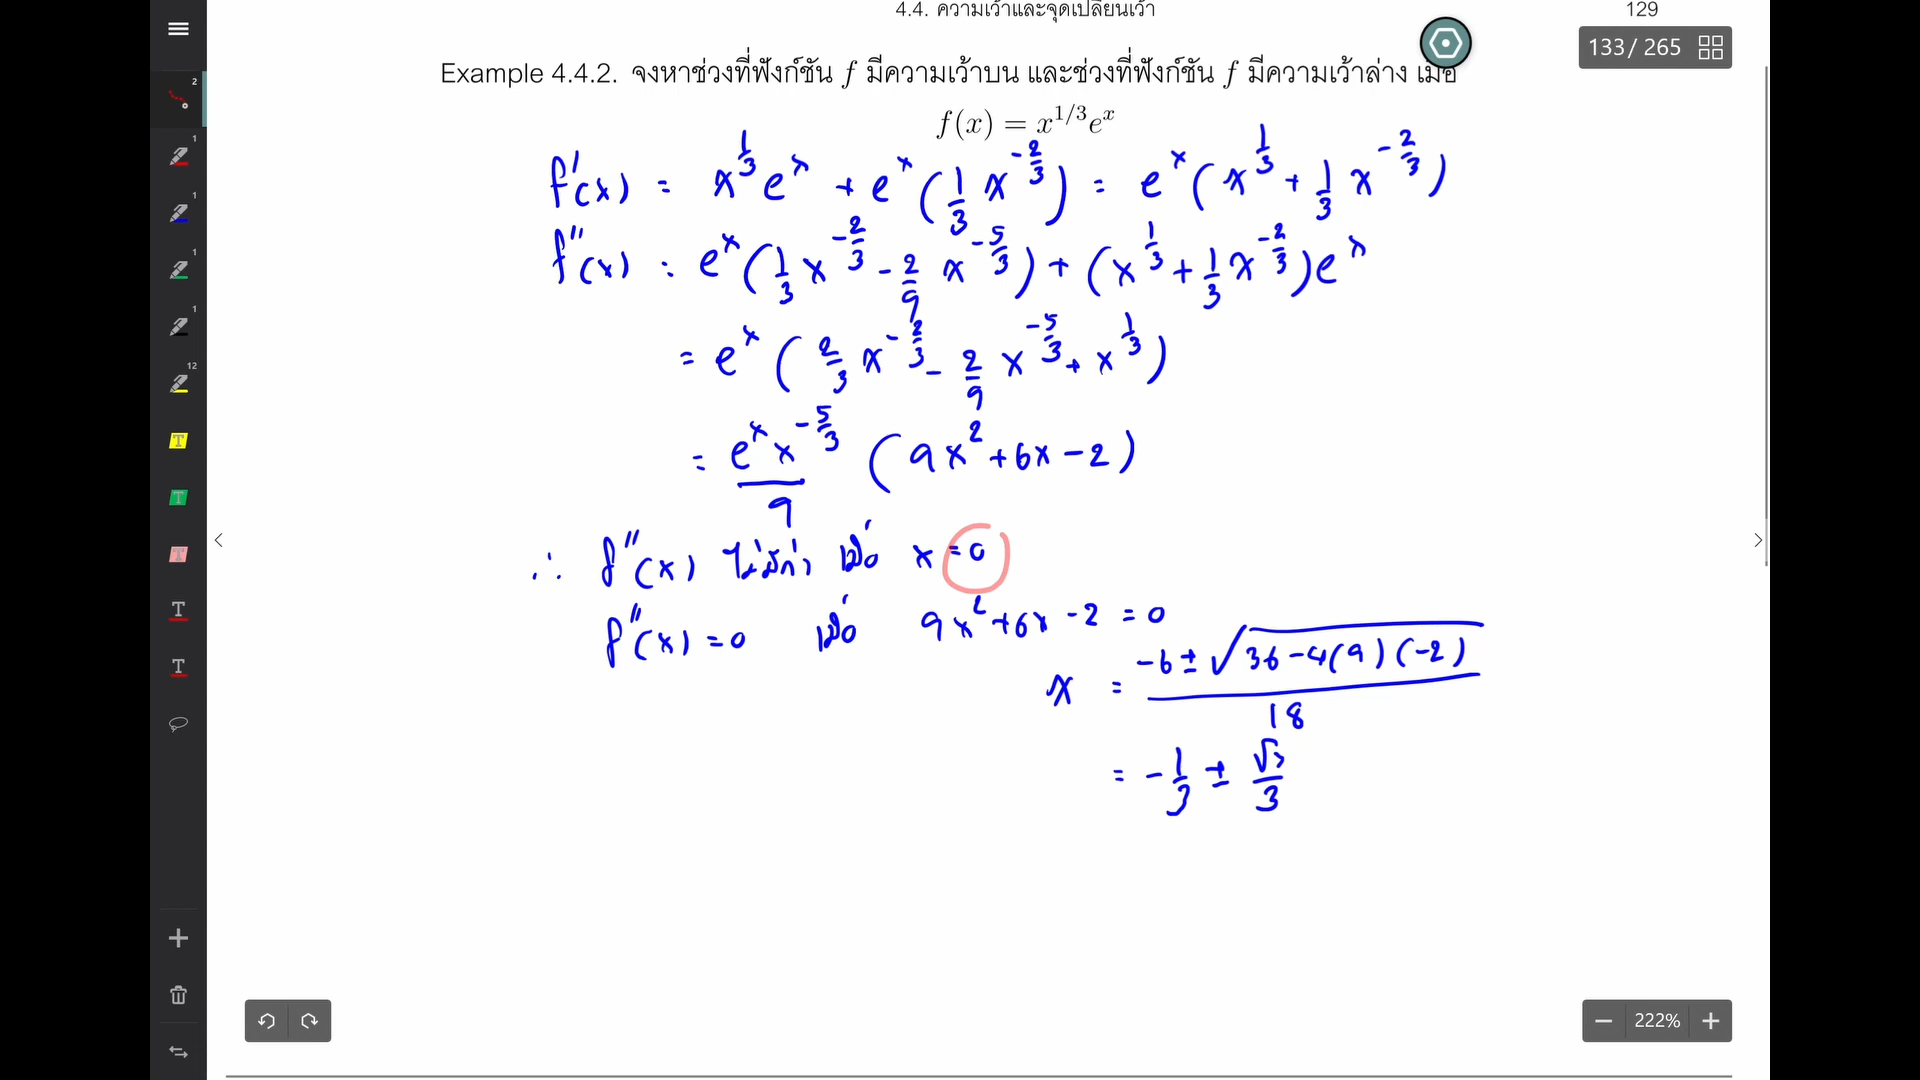 4.4. ความเว้าและจุดเปลี่ยนเว้า 129
133 / 265
Example 4.4.2. จงหาช่วงที่ฟังก์ชัน f มีความเว้าบน และช่วงที่ฟังก์ชัน f มีความเว้าล่าง เมื่อ
f(x) = x^{1/3}e^x
f'(x) = x^{1/3} e^x + e^x (1/3 x^{-2/3}) = e^x (x^{1/3} + 1/3 x^{-2/3})
f''(x) = e^x (1/3 x^{-2/3} - 2/9 x^{-5/3}) + (x^{1/3} + 1/3 x^{-2/3}) e^x
= e^x (2/3 x^{-2/3} - 2/9 x^{-5/3} + x^{1/3})
= e^x x^{-5/3} / 9 (9x^2 + 6x - 2)
∴ f''(x) ไม่มีค่า เมื่อ x = 0
f''(x) = 0 เมื่อ 9x^2 + 6x - 2 = 0
x = (-6 ± √(36 - 4(9)(-2))) / 18
= -1/3 ± √3/3
222%